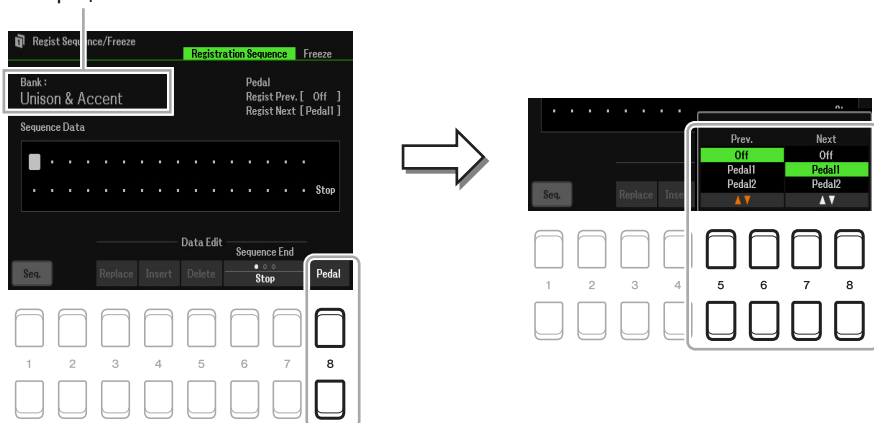 Regist Sequence/Freeze
Registration Sequence Freeze
Bank :
Unison & Accent
Pedal
Regist Prev. [ Off ]
Regist Next [ Pedal1 ]
Sequence Data
Stop
Data Edit
Sequence End
Seq. Replace Insert Delete Stop Pedal
1 2 3 4 5 6 7 8
Prev. Next
Off Off
Pedal1 Pedal1
Pedal2 Pedal2
Seq. Replace
1 2 3 4 5 6 7 8